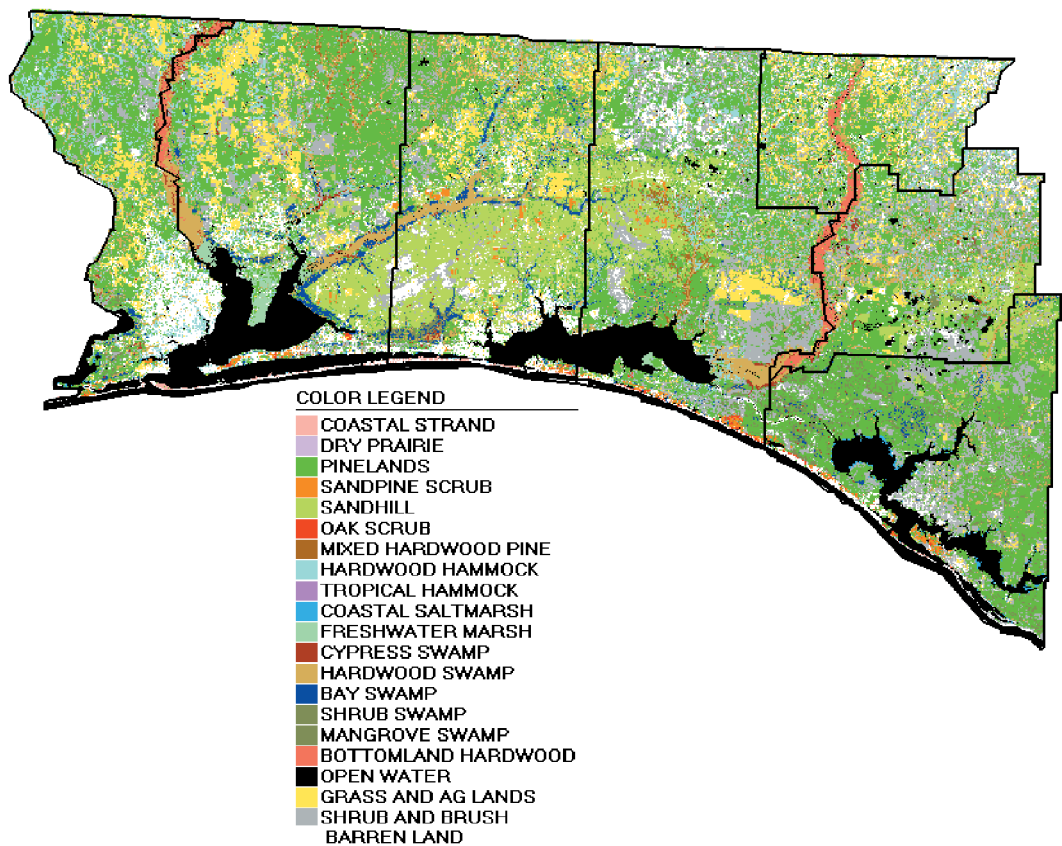 COLOR LEGEND
COASTAL STRAND
DRY PRAIRIE
PINELANDS
SANDPINE SCRUB
SANDHILL
OAK SCRUB
MIXED HARDWOOD PINE
HARDWOOD HAMMOCK
TROPICAL HAMMOCK
COASTAL SALTMARSH
FRESHWATER MARSH
CYPRESS SWAMP
HARDWOOD SWAMP
BAY SWAMP
SHRUB SWAMP
MANGROVE SWAMP
BOTTOMLAND HARDWOOD
OPEN WATER
GRASS AND AG LANDS
SHRUB AND BRUSH
BARREN LAND